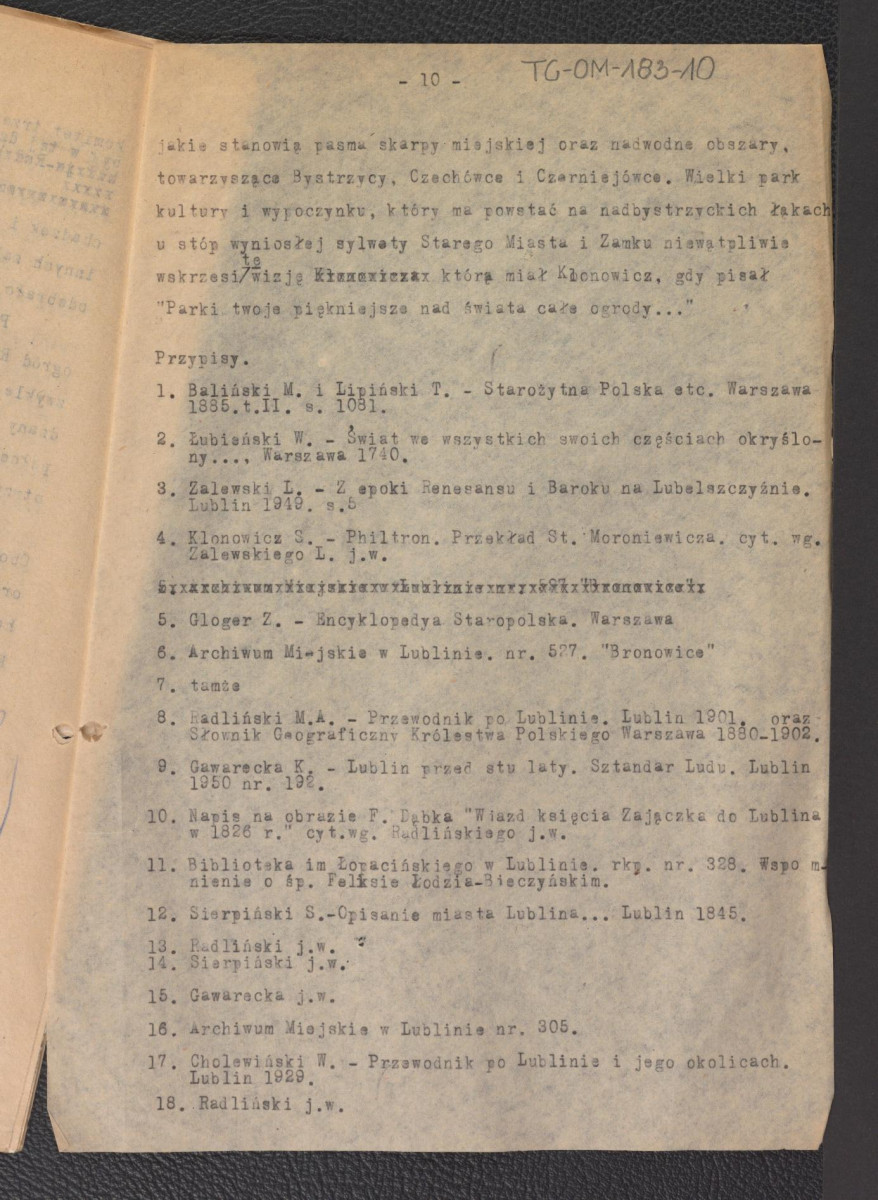 - 10 -
TG-OM-183-10
jakie stanowią pasma skarpy miejskiej oraz nadwodne obszary,
towarzyszące Bystrzycy, Czechówce i Czerniejówce. Wielki park
kultury i wypoczynku, który ma powstać na nadbystrzyckich łąkach
u stóp wyniosłej sylwety Starego Miasta i Zamku niewątpliwie
tę
wskrzesi/wizję którą miał Klonowicz, gdy pisał
"Parki twoje piękniejsze nad świata całe ogrody..."
Przypisy.
1. Baliński M. i Lipiński T. - Starożytna Polska etc. Warszawa
1885.t.II. s. 1081.
2. Łubieński W. - Świat we wszystkich swoich częściach okryślo-
ny..., Warszawa 1740.
3. Zalewski L. - Z epoki Renesansu i Baroku na Lubelszczyźnie.
Lublin 1949. s.5
4. Klonowicz S. - Philtron. Przekład St. Moroniewicza. cyt. wg.
Zalewskiego L. j.w.
5. Gloger Z. - Encyklopedya Staropolska. Warszawa
6. Archiwum Miejskie w Lublinie. nr. 527. "Bronowice"
7. tamże
8. Radliński M.A. - Przewodnik po Lublinie. Lublin 1901. oraz
Słownik Geograficzny Królestwa Polskiego Warszawa 1880-1902.
9. Gawarecka K. - Lublin przed stu laty. Sztandar Ludu. Lublin
1950 nr. 192.
10. Napis na obrazie F. Dąbka "Wjazd księcia Zajączka do Lublina
w 1826 r." cyt.wg. Radlińskiego j.w.
11. Biblioteka im Łopacińskiego w Lublinie. rkp. nr. 328. Wspom-
nienie o śp. Feliksie Łodzia-Bieczyńskim.
12. Sierpiński S.-Opisanie miasta Lublina... Lublin 1845.
13. Radliński j.w.
14. Sierpiński j.w.
15. Gawarecka j.w.
16. Archiwum Miejskie w Lublinie nr. 305.
17. Cholewiński W. - Przewodnik po Lublinie i jego okolicach.
Lublin 1929.
18. Radliński j.w.